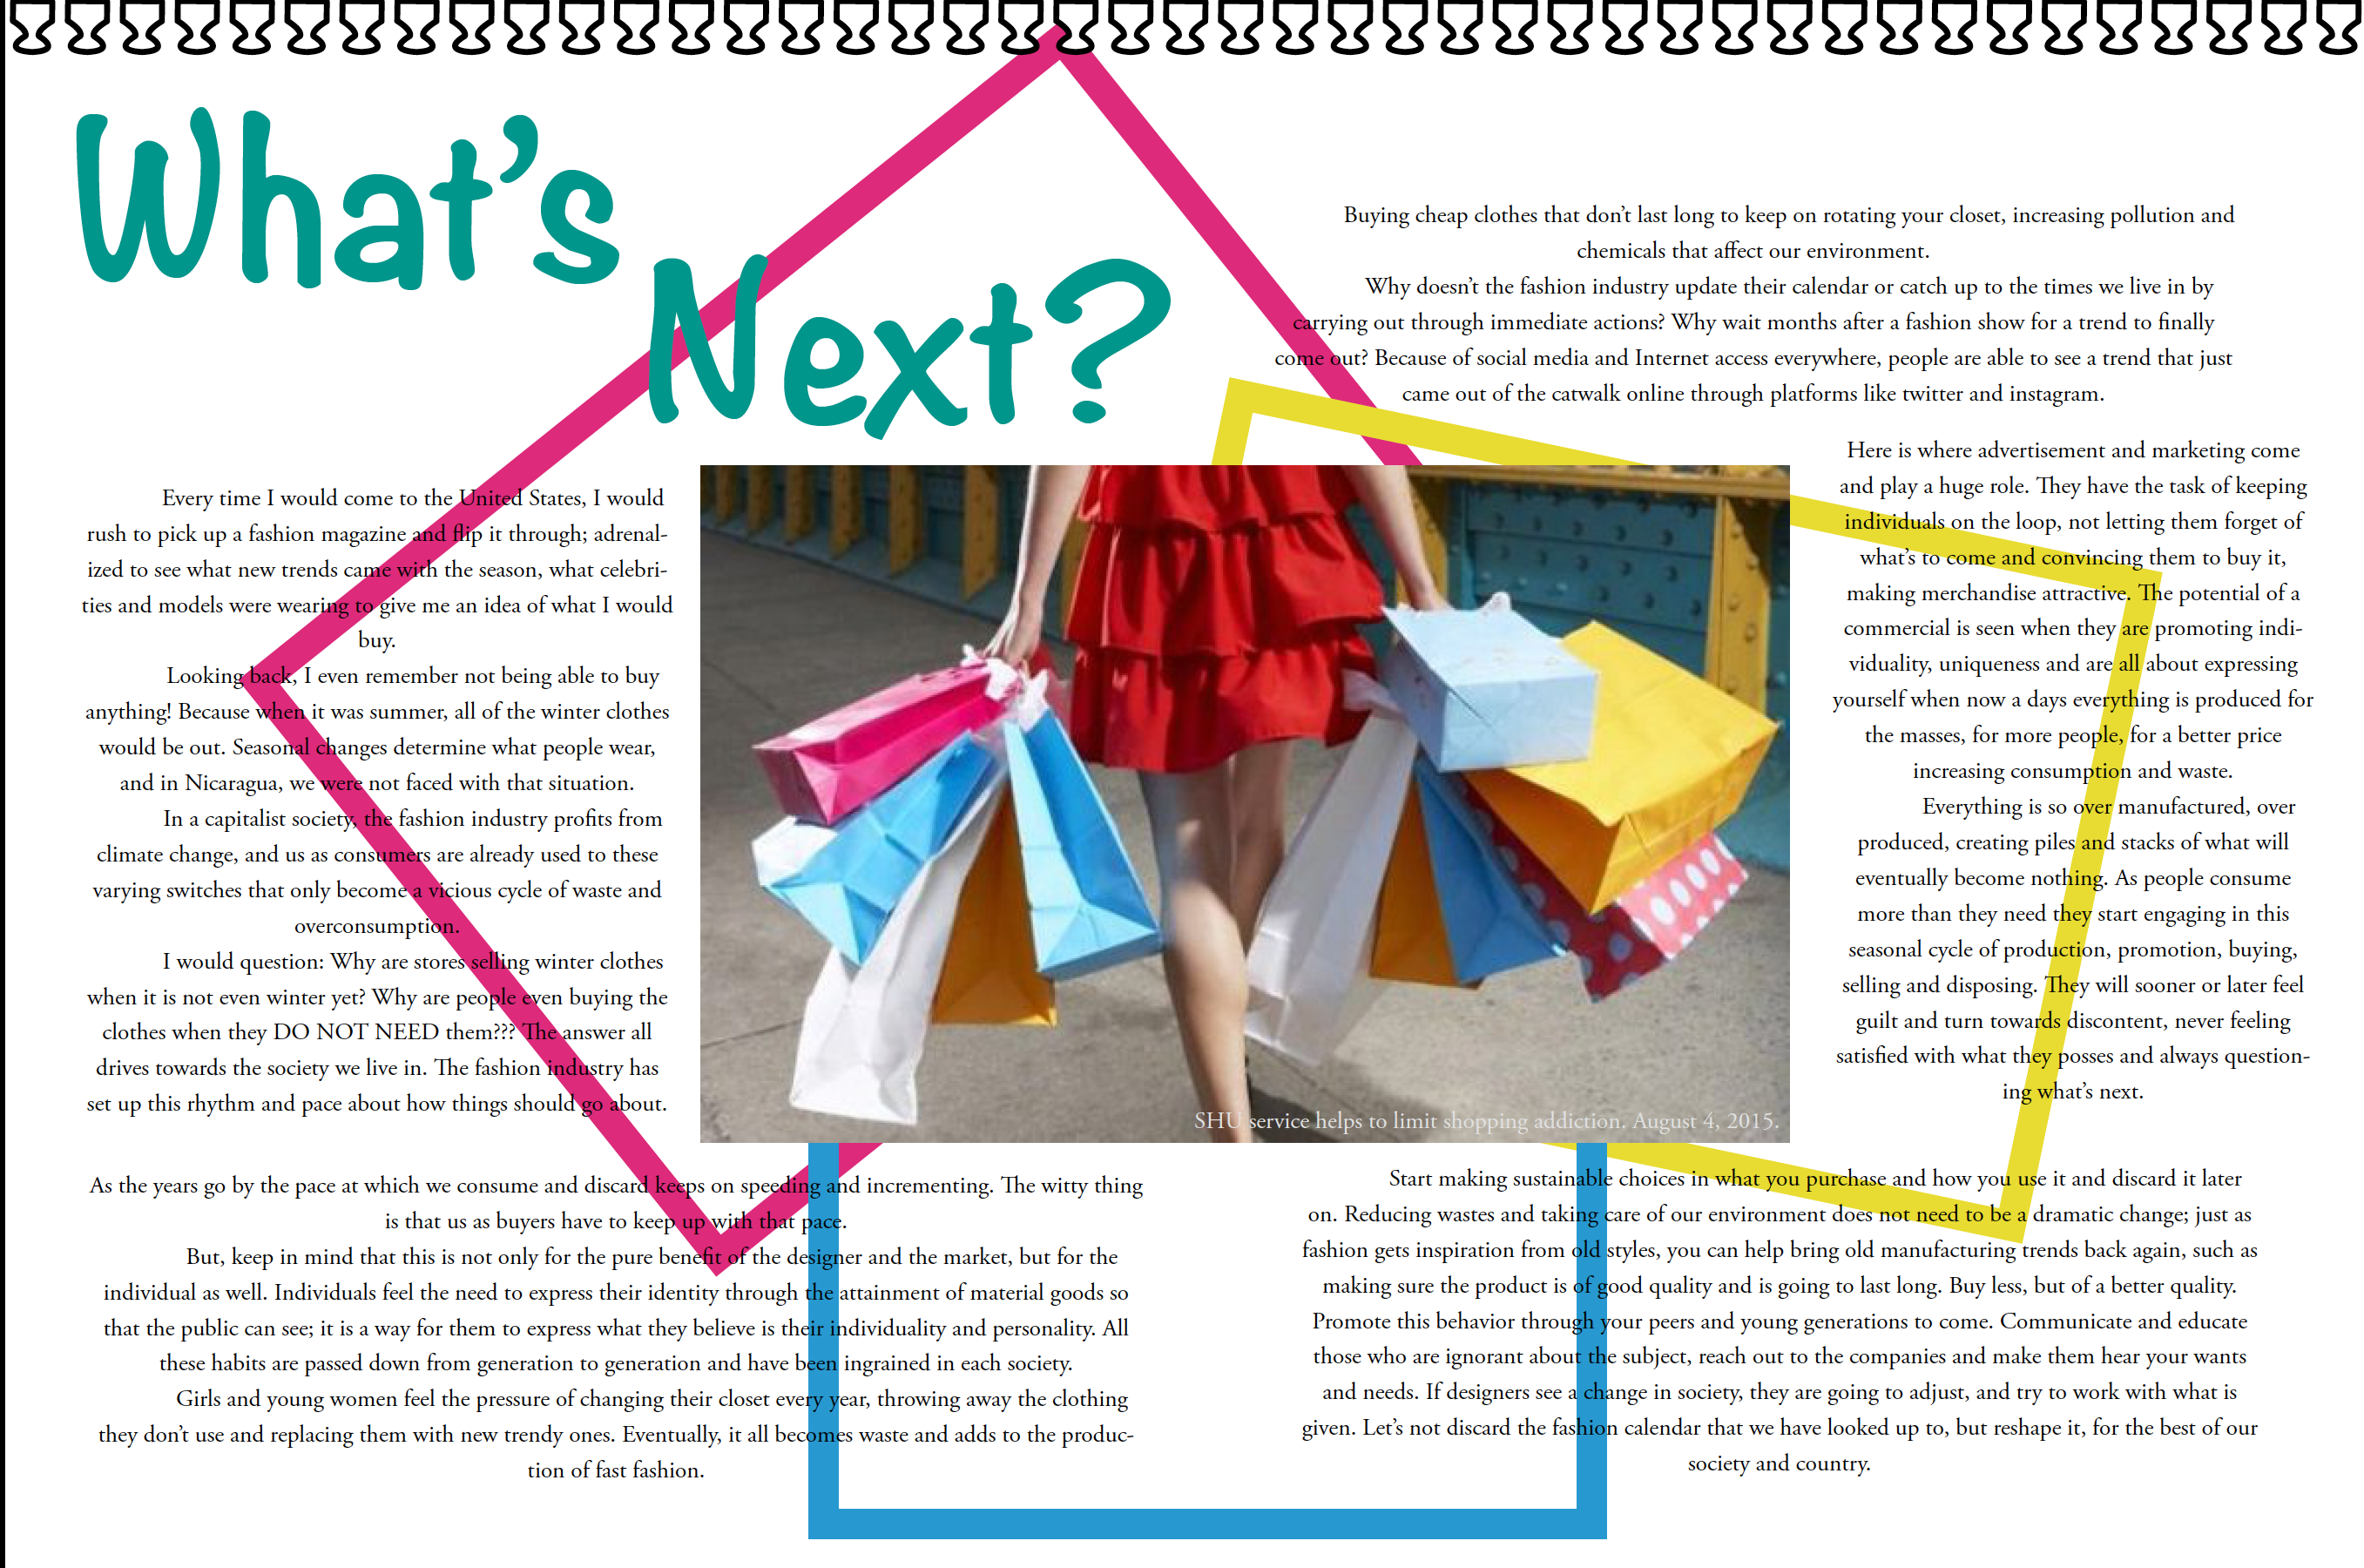 What's
Next?
Every time I would come to the United States, I would
rush to pick up a fashion magazine and flip it through; adrenal-
ized to see what new trends came with the season, what celebri-
ties and models were wearing to give me an idea of what I would
buy.
Looking back, I even remember not being able to buy
anything! Because when it was summer, all of the winter clothes
would be out. Seasonal changes determine what people wear,
and in Nicaragua, we were not faced with that situation.
In a capitalist society, the fashion industry profits from
climate change, and us as consumers are already used to these
varying switches that only become a vicious cycle of waste and
overconsumption.
I would question: Why are stores selling winter clothes
when it is not even winter yet? Why are people even buying the
clothes when they DO NOT NEED them??? The answer all
drives towards the society we live in. The fashion industry has
set up this rhythm and pace about how things should go about.
As the years go by the pace at which we consume and discard keeps on speeding and incrementing. The witty thing
is that us as buyers have to keep up with that pace.
But, keep in mind that this is not only for the pure benefit of the designer and the market, but for the
individual as well. Individuals feel the need to express their identity through the attainment of material goods so
that the public can see; it is a way for them to express what they believe is their individuality and personality. All
these habits are passed down from generation to generation and have been ingrained in each society.
Girls and young women feel the pressure of changing their closet every year, throwing away the clothing
they don't use and replacing them with new trendy ones. Eventually, it all becomes waste and adds to the produc-
tion of fast fashion.
Buying cheap clothes that don't last long to keep on rotating your closet, increasing pollution and
chemicals that affect our environment.
Why doesn't the fashion industry update their calendar or catch up to the times we live in by
carrying out through immediate actions? Why wait months after a fashion show for a trend to finally
come out? Because of social media and Internet access everywhere, people are able to see a trend that just
came out of the catwalk online through platforms like twitter and instagram.
Here is where advertisement and marketing come
and play a huge role. They have the task of keeping
individuals on the loop, not letting them forget of
what's to come and convincing them to buy it,
making merchandise attractive. The potential of a
commercial is seen when they are promoting indi-
viduality, uniqueness and are all about expressing
yourself when now a days everything is produced for
the masses, for more people, for a better price
increasing consumption and waste.
Everything is so over manufactured, over
produced, creating piles and stacks of what will
eventually become nothing. As people consume
more than they need they start engaging in this
seasonal cycle of production, promotion, buying,
selling and disposing. They will sooner or later feel
guilt and turn towards discontent, never feeling
satisfied with what they posses and always question-
ing what's next.
SHU service helps to limit shopping addiction. August 4, 2015.
Start making sustainable choices in what you purchase and how you use it and discard it later
on. Reducing wastes and taking care of our environment does not need to be a dramatic change; just as
fashion gets inspiration from old styles, you can help bring old manufacturing trends back again, such as
making sure the product is of good quality and is going to last long. Buy less, but of a better quality.
Promote this behavior through your peers and young generations to come. Communicate and educate
those who are ignorant about the subject, reach out to the companies and make them hear your wants
and needs. If designers see a change in society, they are going to adjust, and try to work with what is
given. Let's not discard the fashion calendar that we have looked up to, but reshape it, for the best of our
society and country.